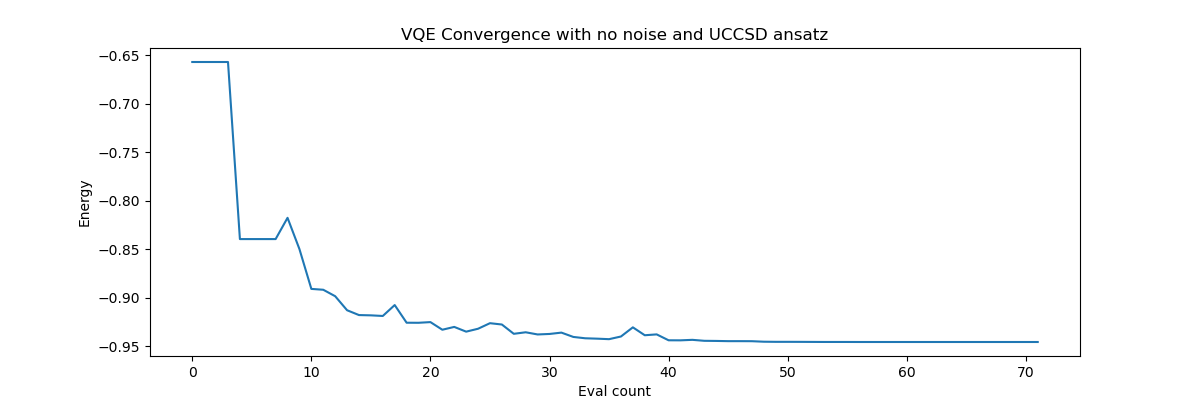 VQE Convergence with no noise and UCCSD ansatz
−0.65
−0.70
−0.75
−0.80
−0.85
−0.90
−0.95
Energy
0 10 20 30 40 50 60 70
Eval count